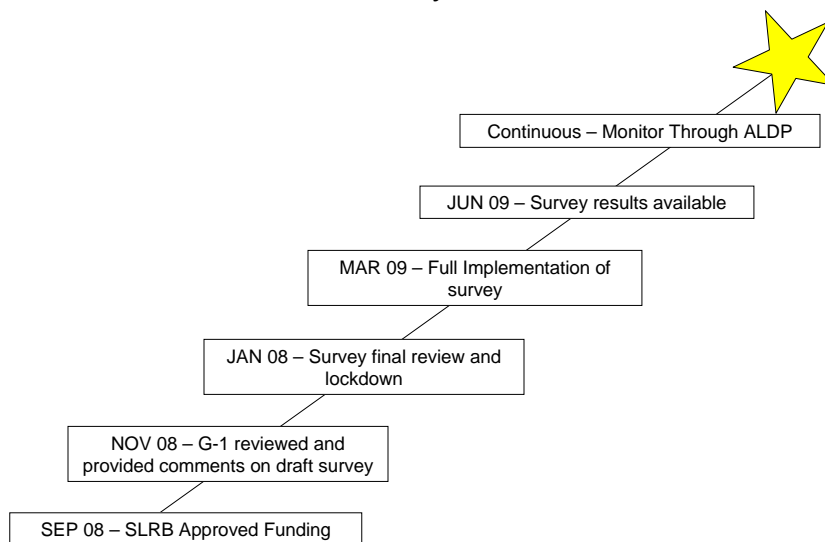 Continuous – Monitor Through ALDP
JUN 09 – Survey results available
MAR 09 – Full Implementation of
survey
JAN 08 – Survey final review and
lockdown
NOV 08 – G-1 reviewed and
provided comments on draft survey
SEP 08 – SLRB Approved Funding